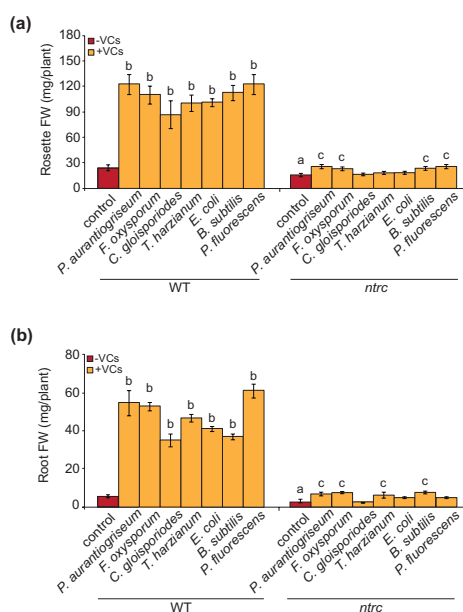 (a)
-VCs
+VCs
Rosette FW (mg/plant)
150
120
90
60
30
0
b b b b b b b
a c c c c
control
P. aurantiogriseum
F. oxysporum
C. gloisporiodes
T. harzianum
E. coli
B. subtilis
P. fluorescens
control
P. aurantiogriseum
F. oxysporum
C. gloisporiodes
T. harzianum
E. coli
B. subtilis
P. fluorescens
WT
ntrc
(b)
-VCs
+VCs
Root FW (mg/plant)
80
60
40
20
0
b b b b b b b
a c c c c
control
P. aurantiogriseum
F. oxysporum
C. gloisporiodes
T. harzianum
E. coli
B. subtilis
P. fluorescens
control
P. aurantiogriseum
F. oxysporum
C. gloisporiodes
T. harzianum
E. coli
B. subtilis
P. fluorescens
WT
ntrc